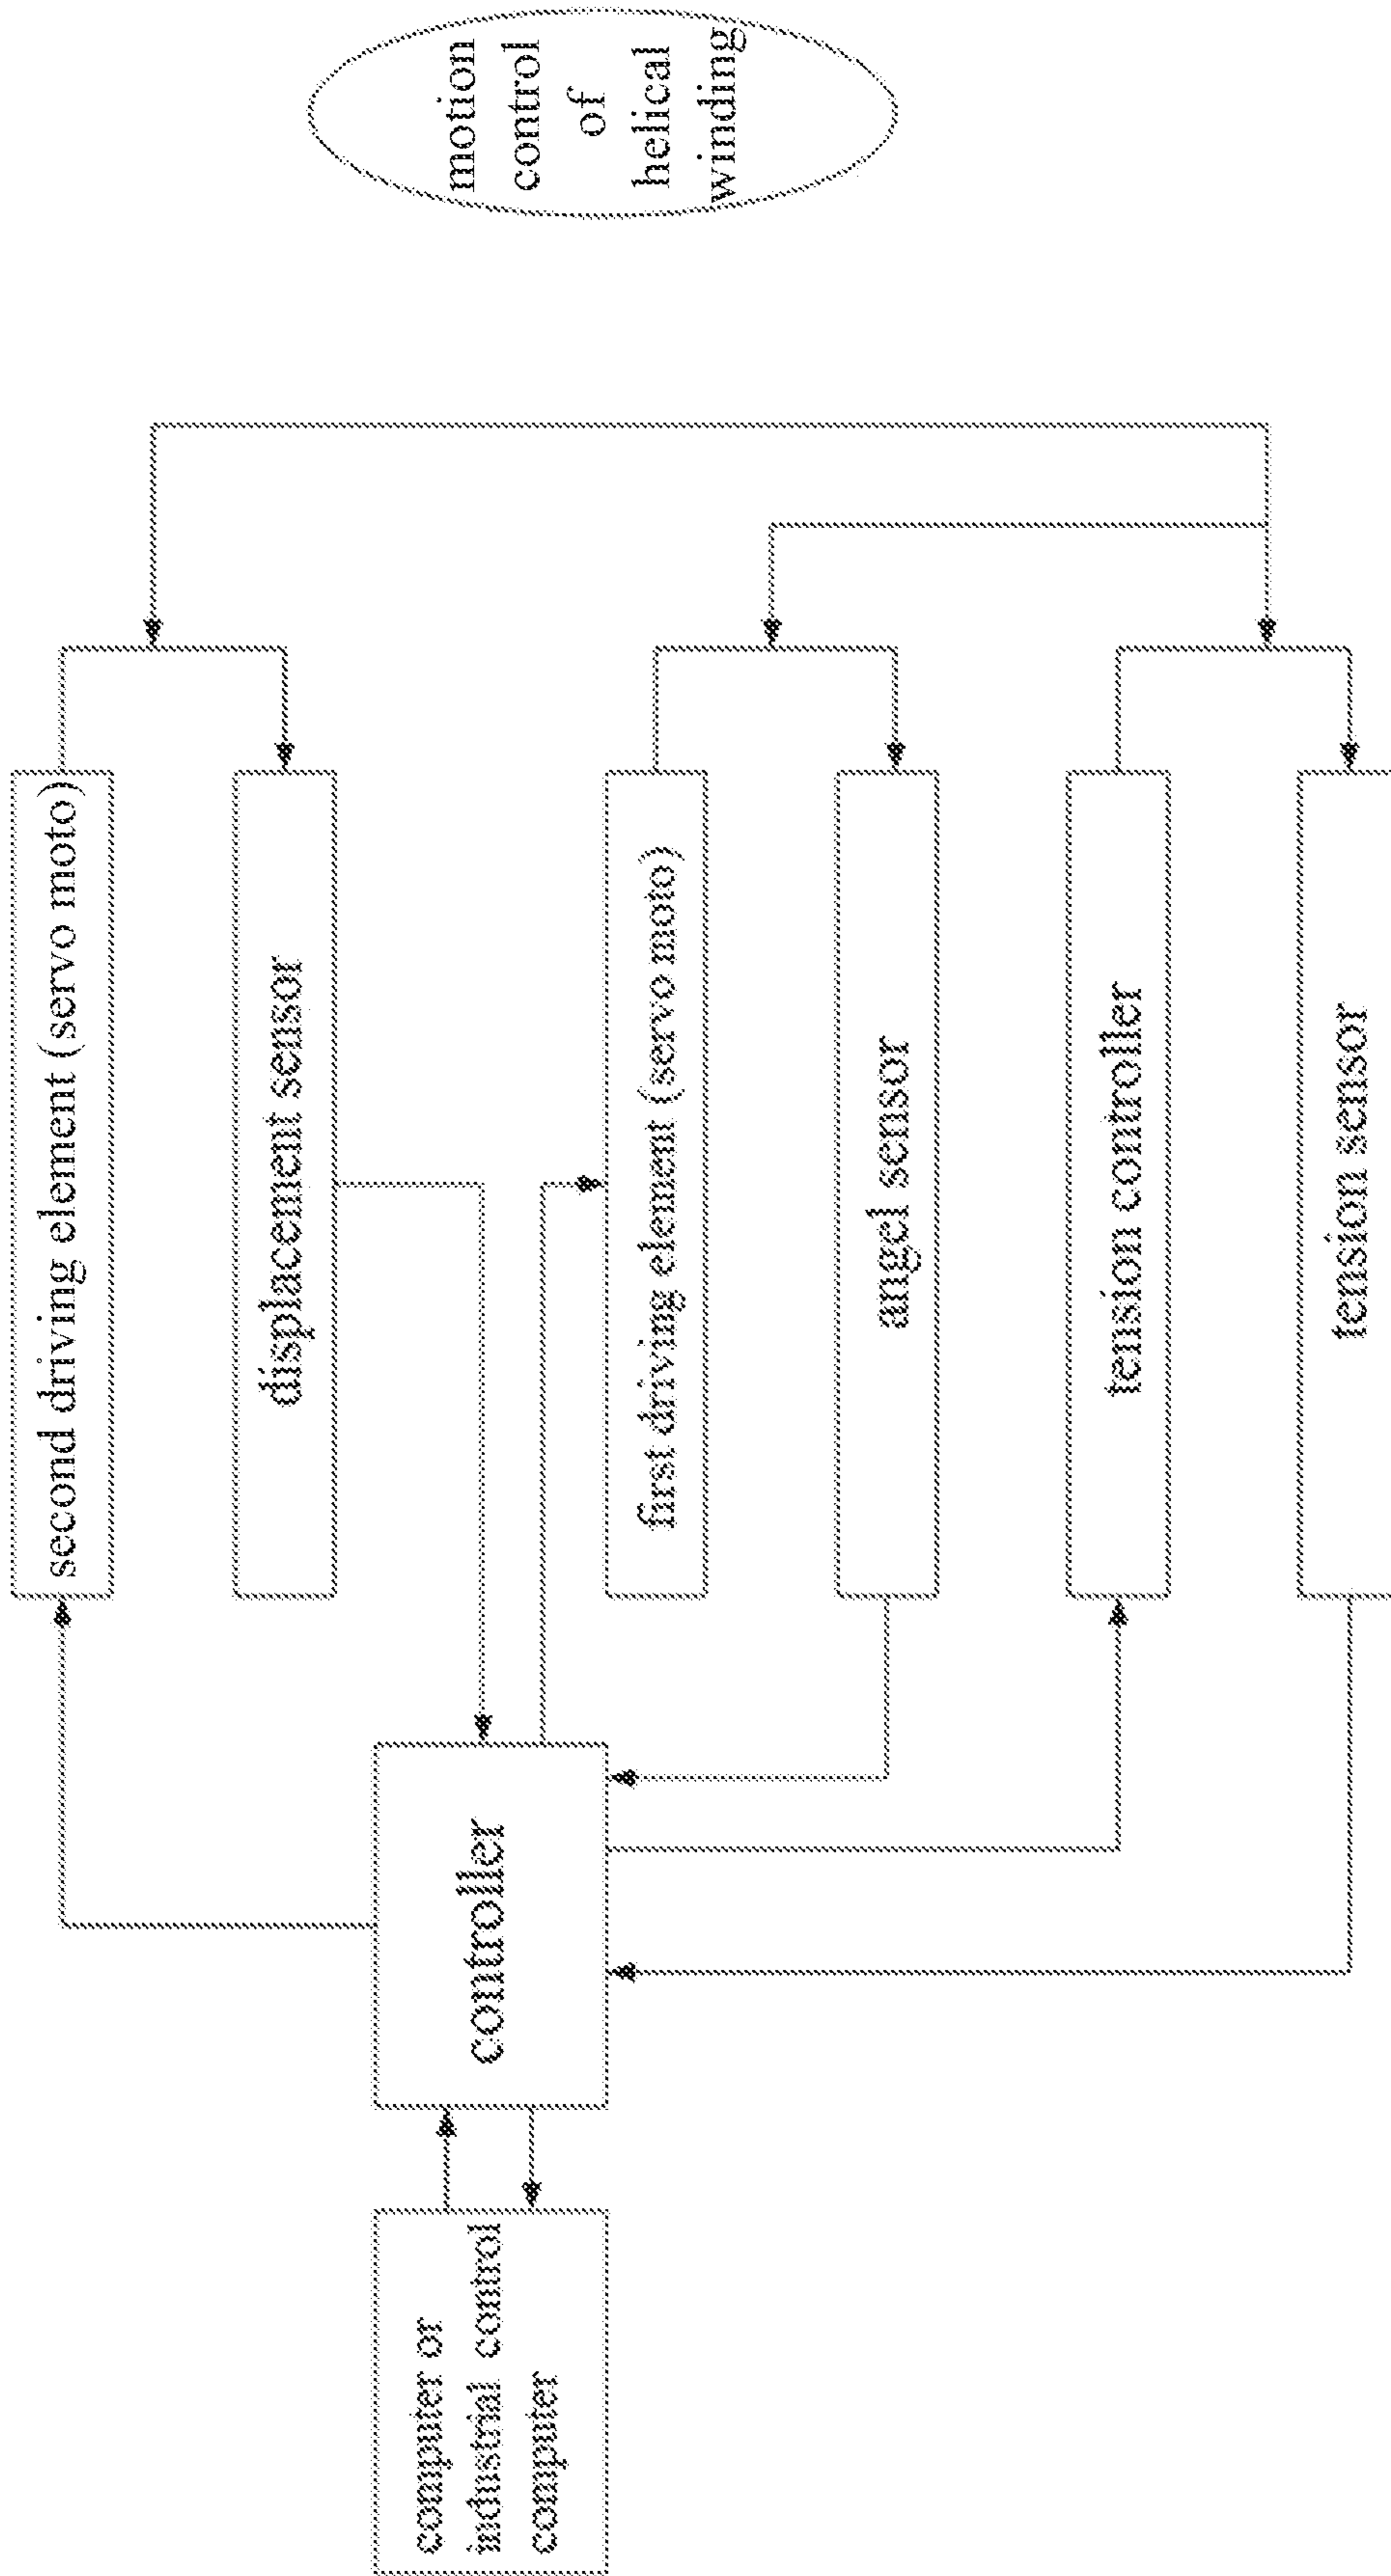 second driving element (servo moto)
displacement sensor
first driving element (servo moto)
angel sensor
tension controller
tension sensor
controller
computer or
industrial control
computer
motion
control
of
helical
winding